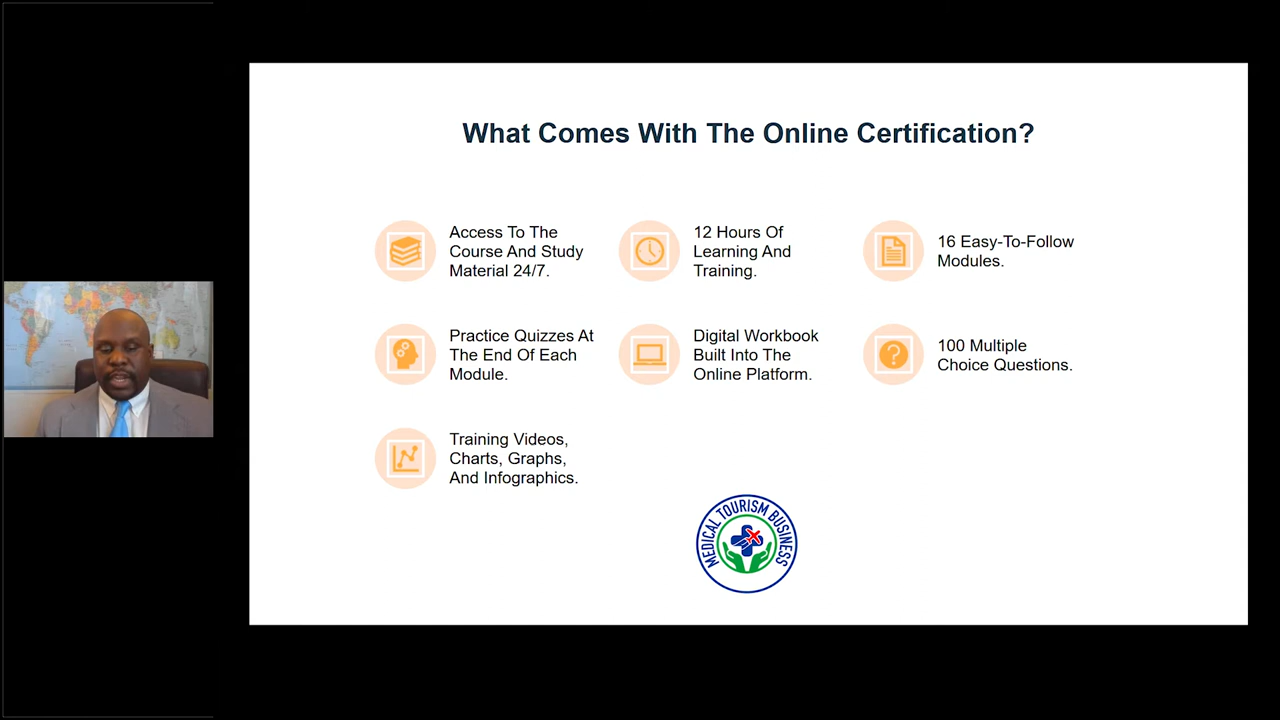 What Comes With The Online Certification?
Access To The
Course And Study
Material 24/7.
12 Hours Of
Learning And
Training.
16 Easy-To-Follow
Modules.
Practice Quizzes At
The End Of Each
Module.
Digital Workbook
Built Into The
Online Platform.
100 Multiple
Choice Questions.
Training Videos,
Charts, Graphs,
And Infographics.
MEDICAL TOURISM BUSINESS